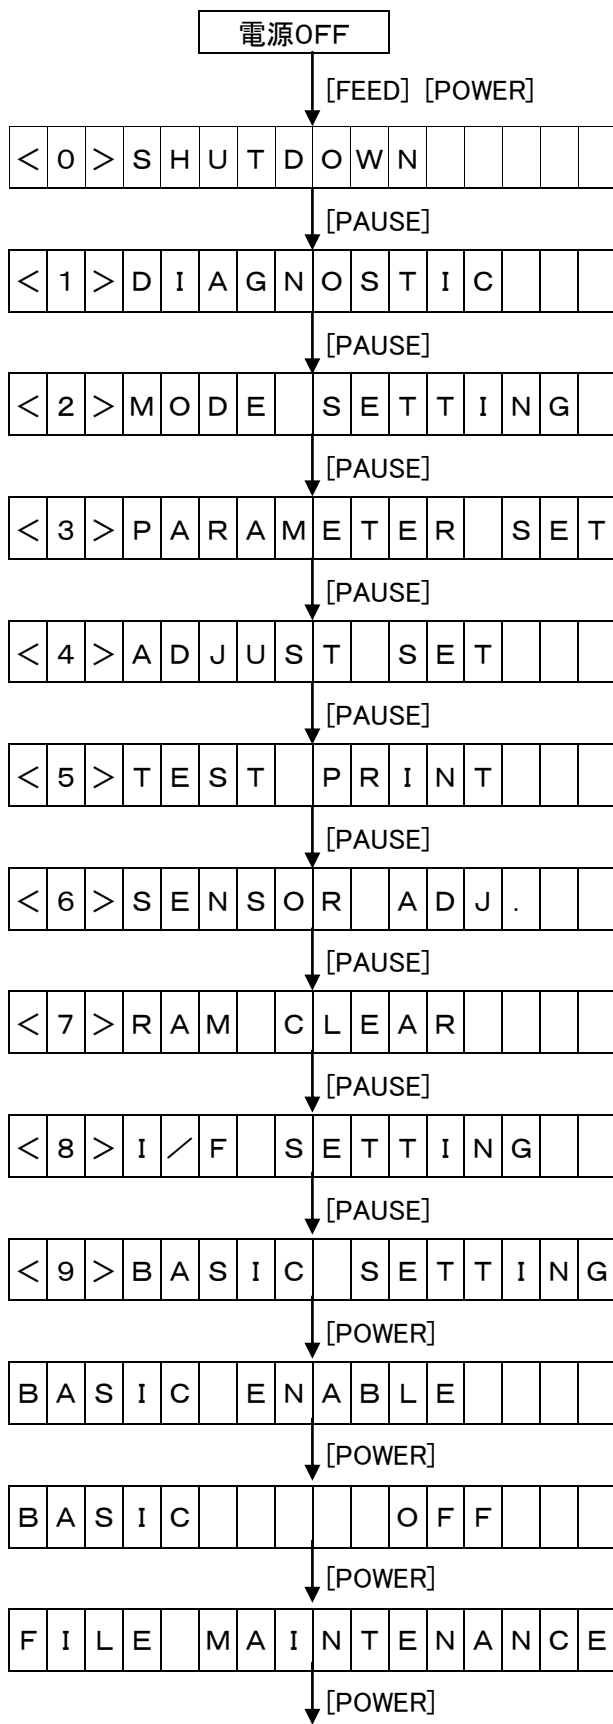 電源OFF
[FEED] [POWER]
<0>SHUTDOWN
[PAUSE]
<1>DIAGNOSTIC
[PAUSE]
<2>MODE SETTING
[PAUSE]
<3>PARAMETER SET
[PAUSE]
<4>ADJUST SET
[PAUSE]
<5>TEST PRINT
[PAUSE]
<6>SENSOR ADJ.
[PAUSE]
<7>RAM CLEAR
[PAUSE]
<8>I/F SETTING
[PAUSE]
<9>BASIC SETTING
[POWER]
BASIC ENABLE
[POWER]
BASIC     OFF
[POWER]
FILE MAINTENANCE
[POWER]